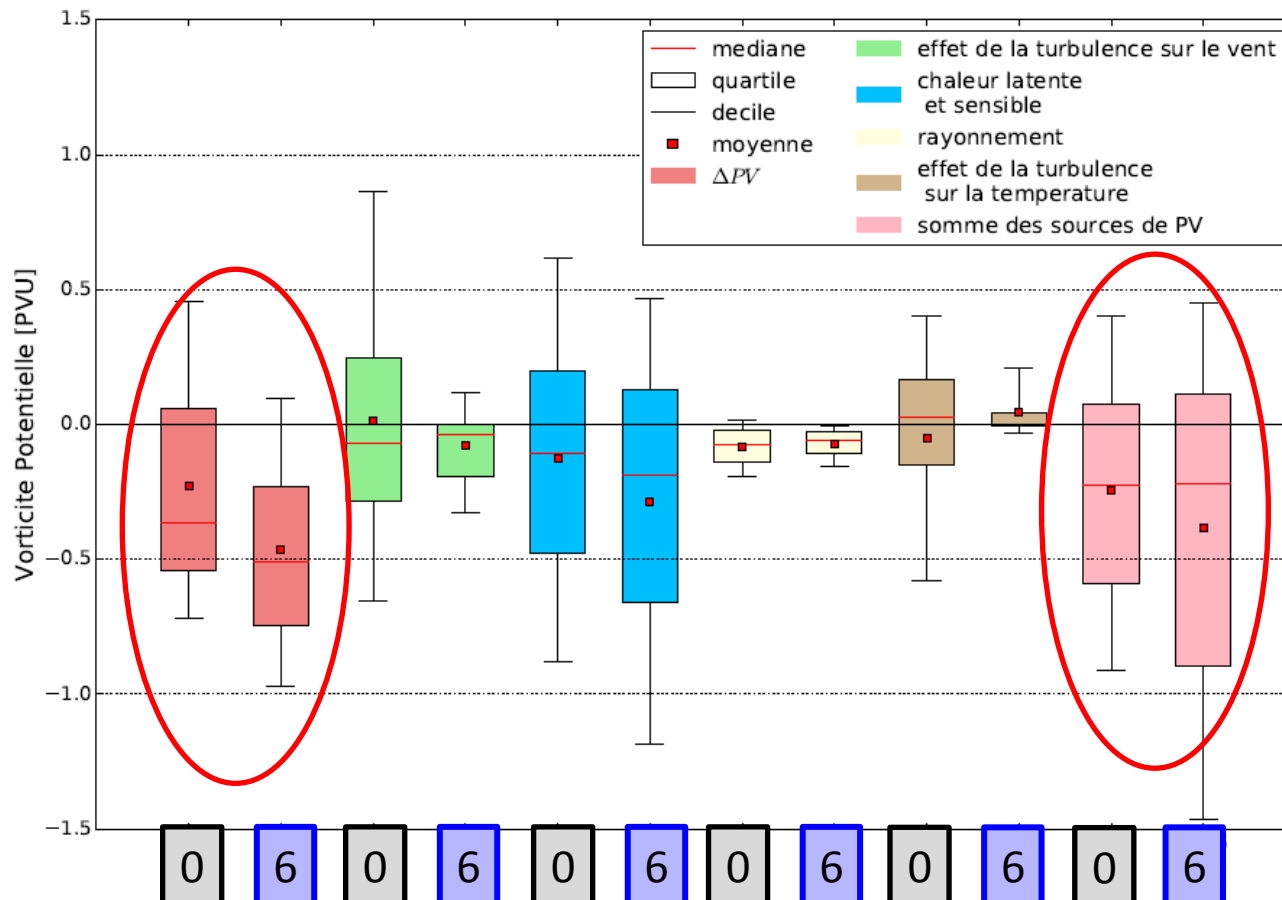 1.5
1.0
0.5
0.0
−0.5
−1.0
−1.5
Vorticite Potentielle [PVU]
mediane
quartile
decile
moyenne
ΔPV
effet de la turbulence sur le vent
chaleur latente
et sensible
rayonnement
effet de la turbulence
sur la temperature
somme des sources de PV
0 6 0 6 0 6 0 6 0 6 0 6